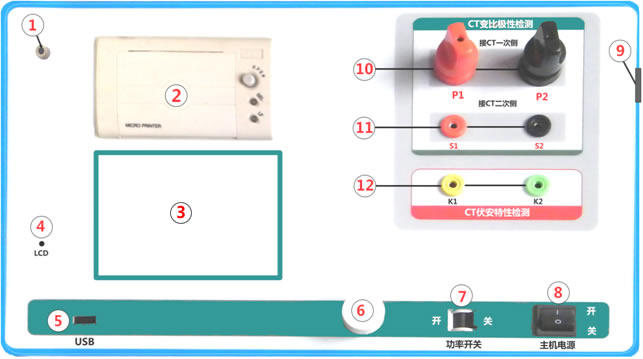 1
CT变比极性检测
接CT一次侧
9
2
10
P1
P2
MICRO PRINTER
接CT二次侧
11
S1
S2
3
12
K1
K2
CT伏安特性检测
4
LCD
5
USB
6
7
开
关
功率开关
8
开
关
主机电源